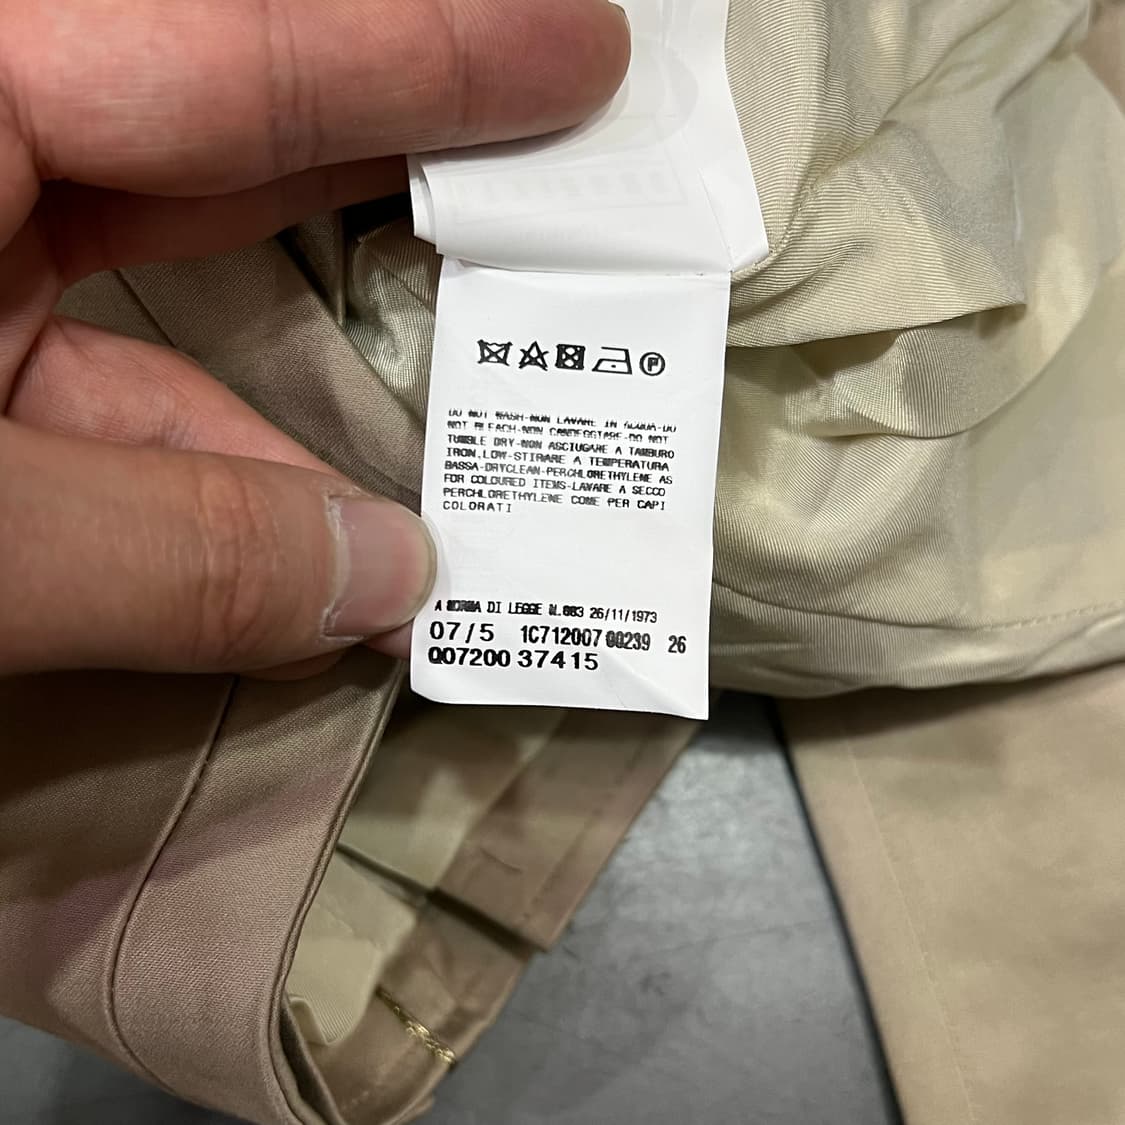 DO NOT WASH-NON LAVARE IN ACQUA-DO
NOT BLEACH-NON CANDEGGIARE-DO NOT
TUMBLE DRY-NON ASCIUGARE A TAMBURO
IRON,LOW-STIRARE A TEMPERATURA
BASSA-DRYCLEAN-PERCHLORETHYLENE AS
FOR COLOURED ITEMS-LAVARE A SECCO
PERCHLORETHYLENE COME PER CAPI
COLORATI
A NORMA DI LEGGE N.883 26/11/1973
07/5 1C712007 00239 26
Q07200 37415